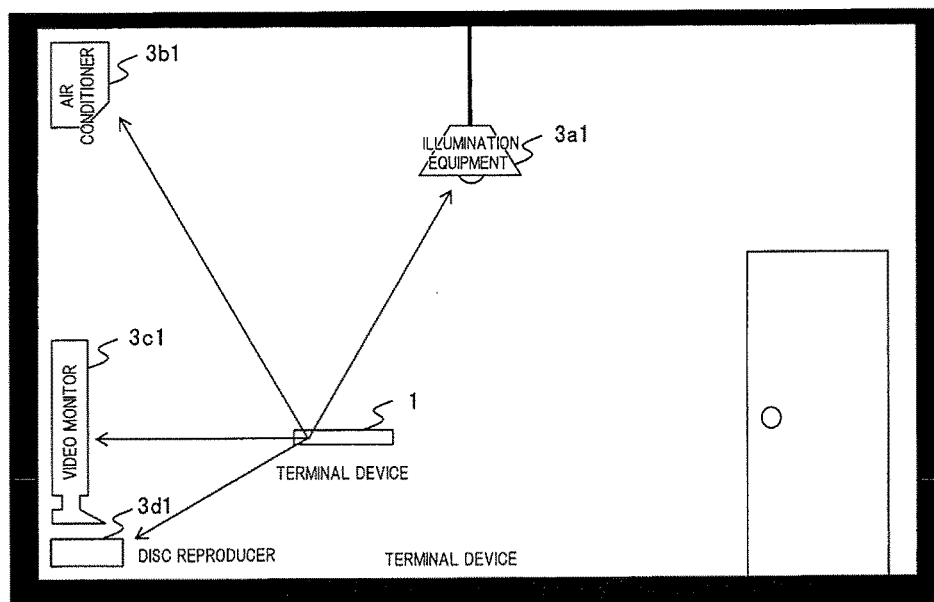 3b1
AIR
CONDITIONER
ILLUMINATION
EQUIPMENT
3a1
3c1
VIDEO MONITOR
1
TERMINAL DEVICE
3d1
DISC REPRODUCER
TERMINAL DEVICE